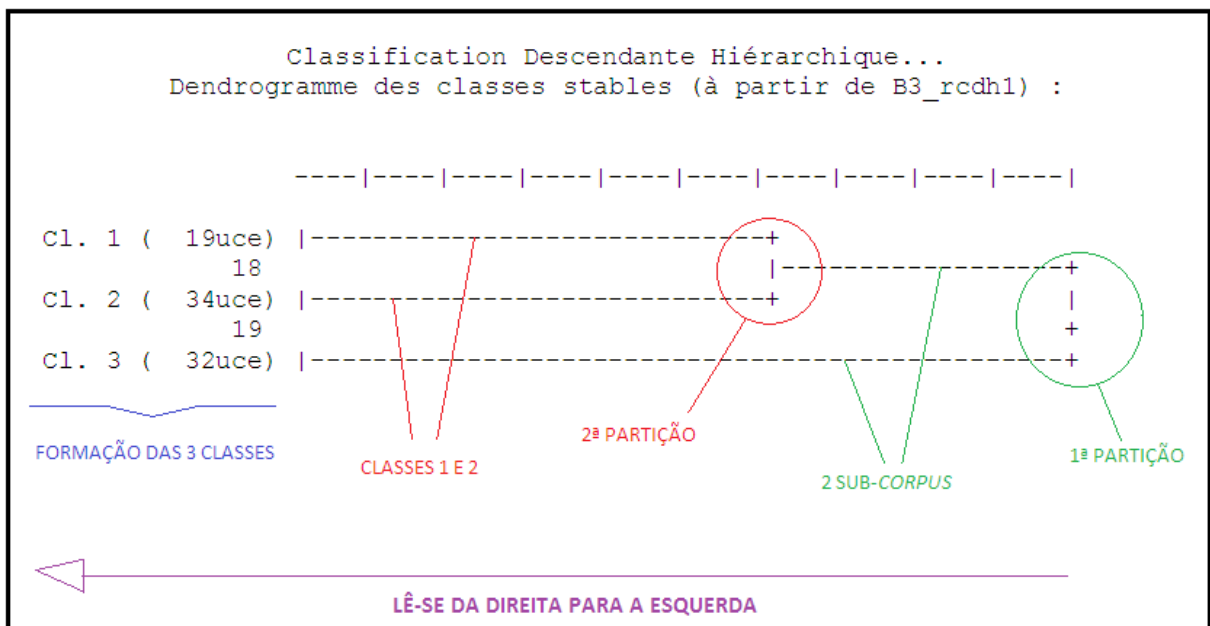 Classification Descendante Hiérarchique...
Dendrogramme des classes stables (à partir de B3_rcdh1) :
----|----|----|----|----|----|----|----|----|----|
Cl. 1 ( 19uce) |-----------------------------+
18 |------------------+
Cl. 2 ( 34uce) |-----------------------------+ |
19 +
Cl. 3 ( 32uce) |------------------------------------------------+
FORMAÇÃO DAS 3 CLASSES
CLASSES 1 E 2
2ª PARTIÇÃO
2 SUB-CORPUS
1ª PARTIÇÃO
LÊ-SE DA DIREITA PARA A ESQUERDA